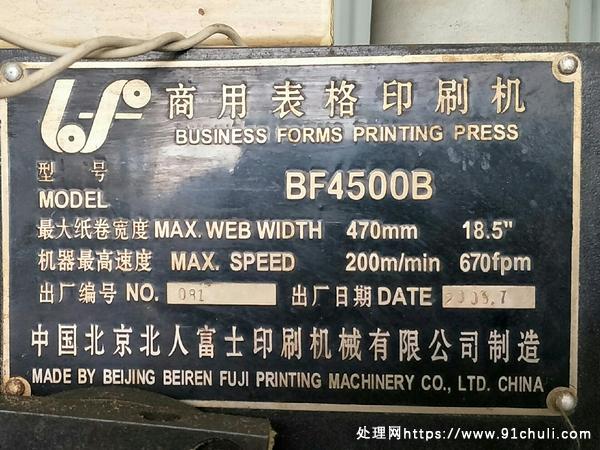 商用表格印刷机
BUSINESS FORMS PRINTING PRESS
型号 BF4500B
MODEL
最大纸卷宽度 MAX. WEB WIDTH 470mm 18.5"
机器最高速度 MAX. SPEED 200m/min 670fpm
出厂编号 NO. 081 出厂日期 DATE 2005.7
中国北京北人富士印刷机械有限公司制造
MADE BY BEIJING BEIREN FUJI PRINTING MACHINERY CO., LTD. CHINA
处理网https://www.91chuli.com/